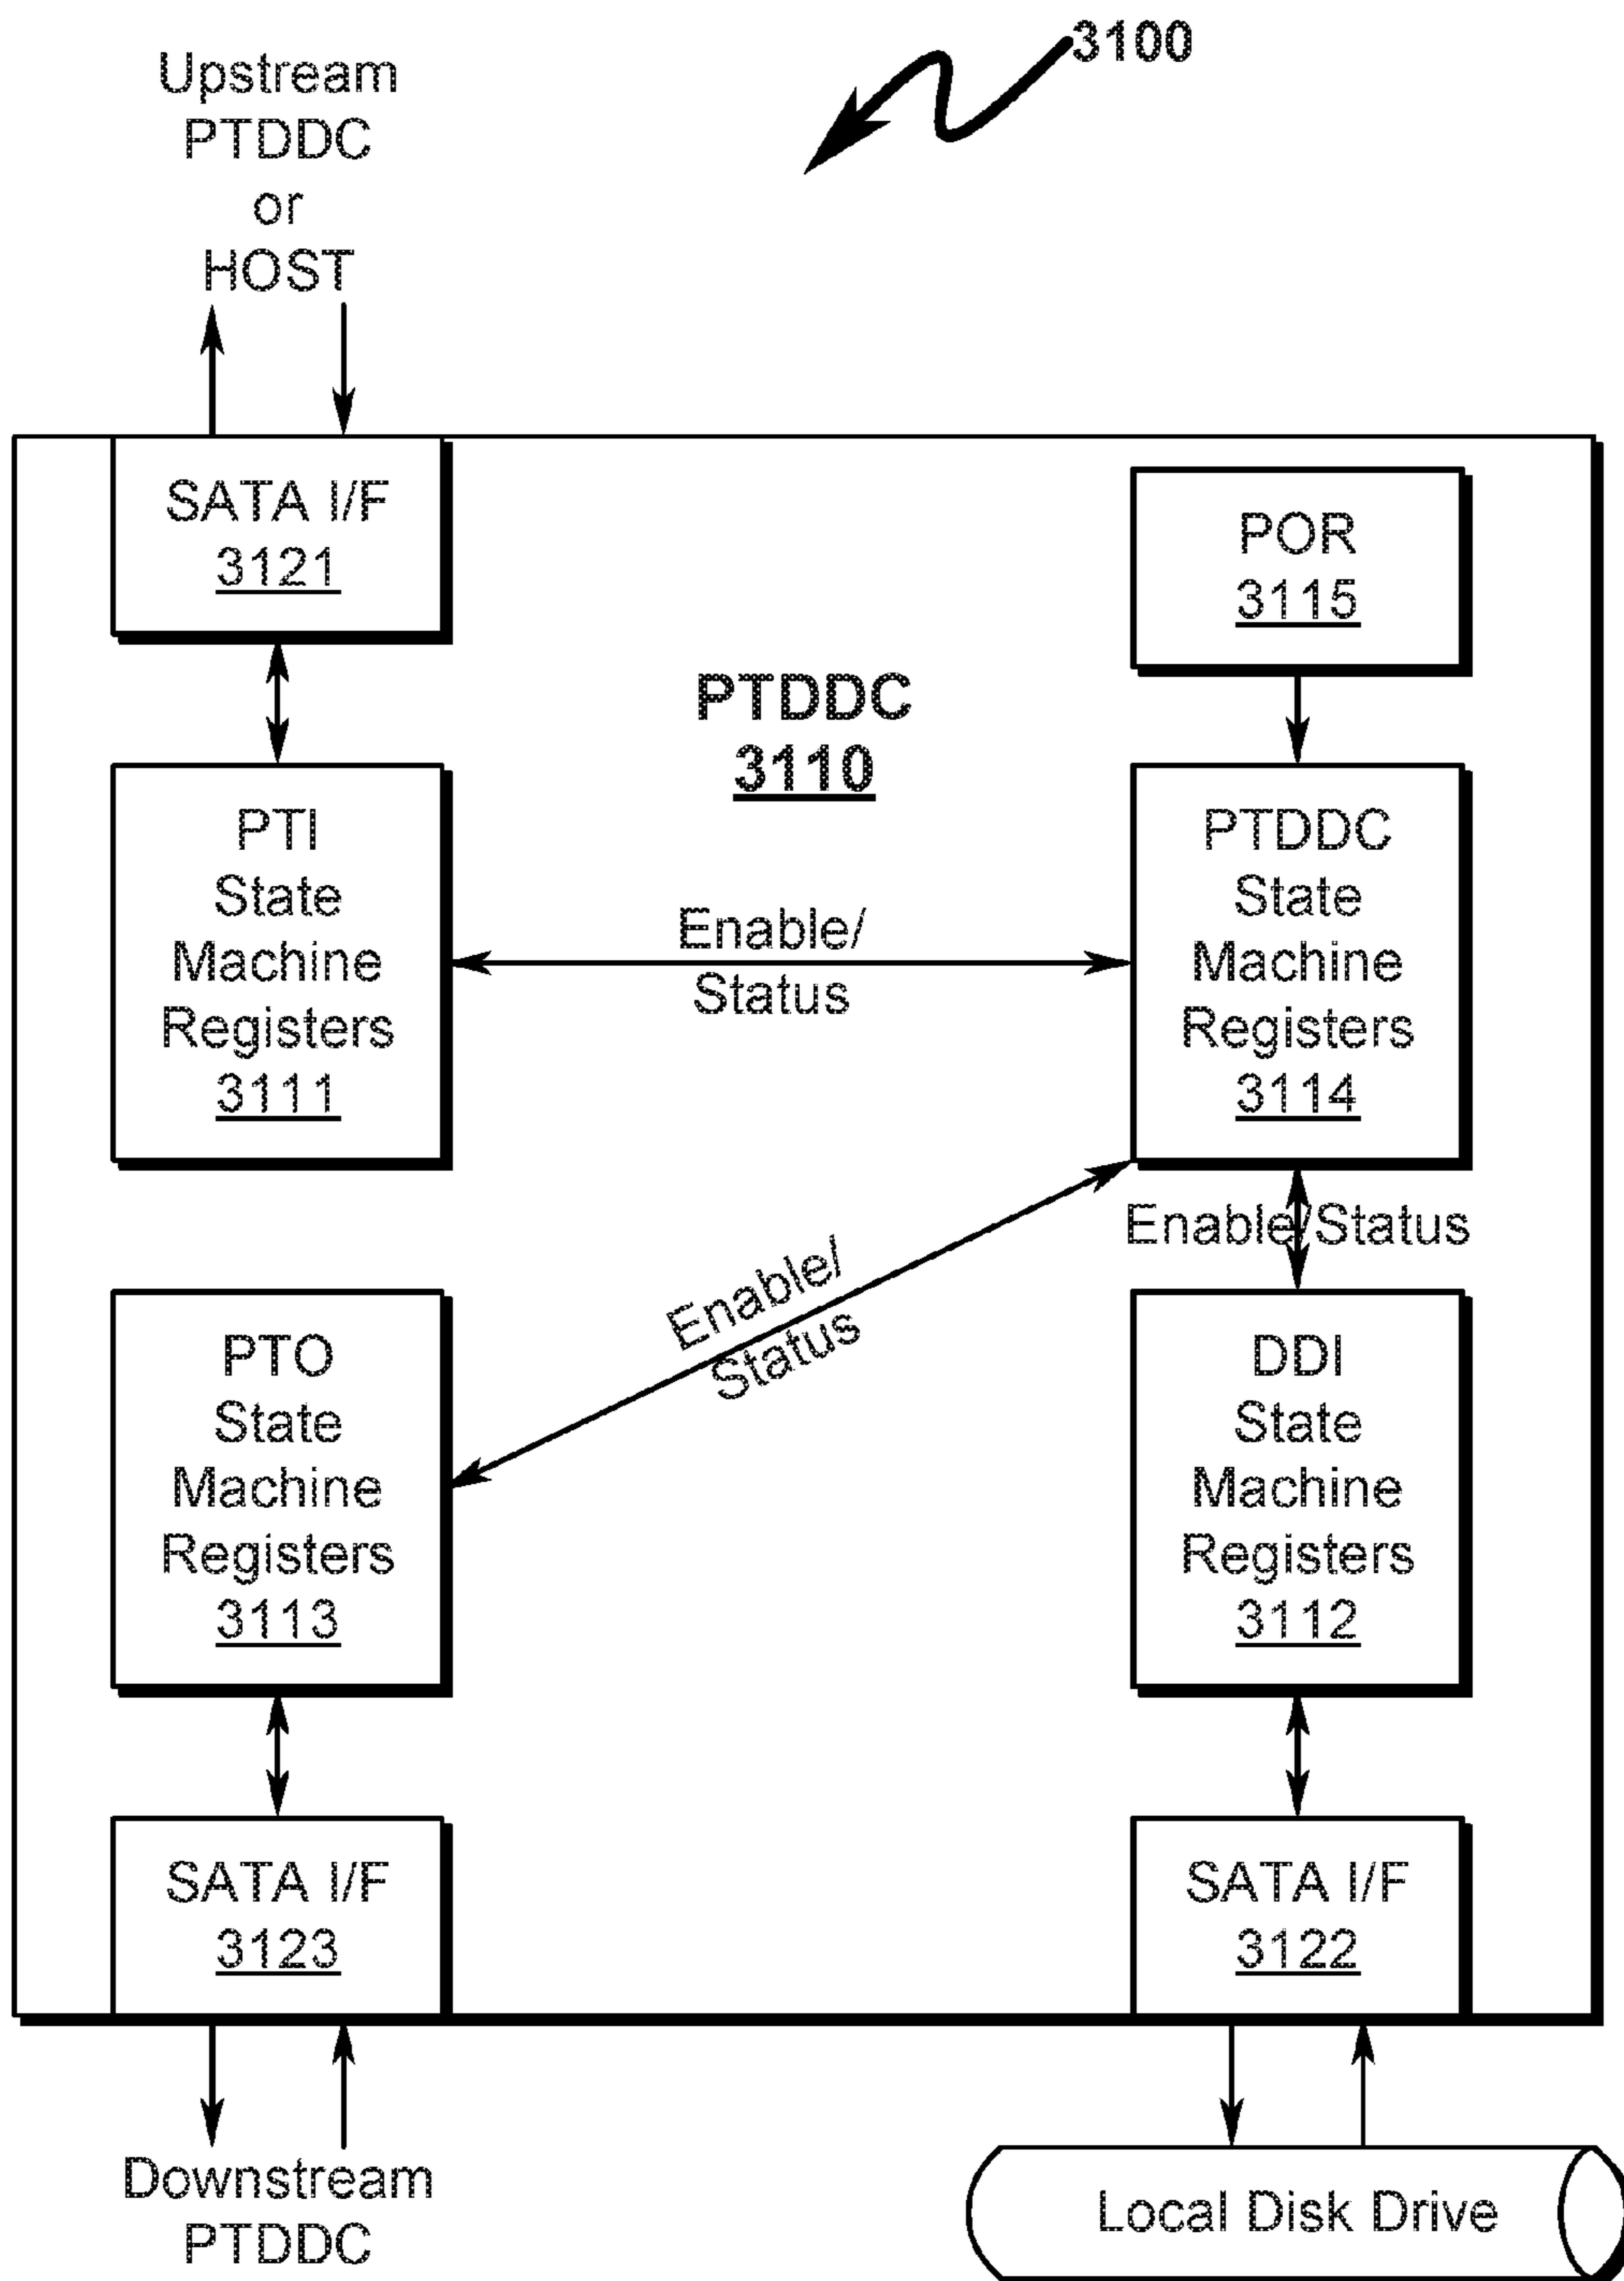 3100
Upstream
PTDDC
or
HOST
SATA I/F
3121
POR
3115
PTDDC
3110
PTI
State
Machine
Registers
3111
Enable/
Status
PTDDC
State
Machine
Registers
3114
Enable/Status
Enable/
Status
PTO
State
Machine
Registers
3113
DDI
State
Machine
Registers
3112
SATA I/F
3123
SATA I/F
3122
Downstream
PTDDC
Local Disk Drive